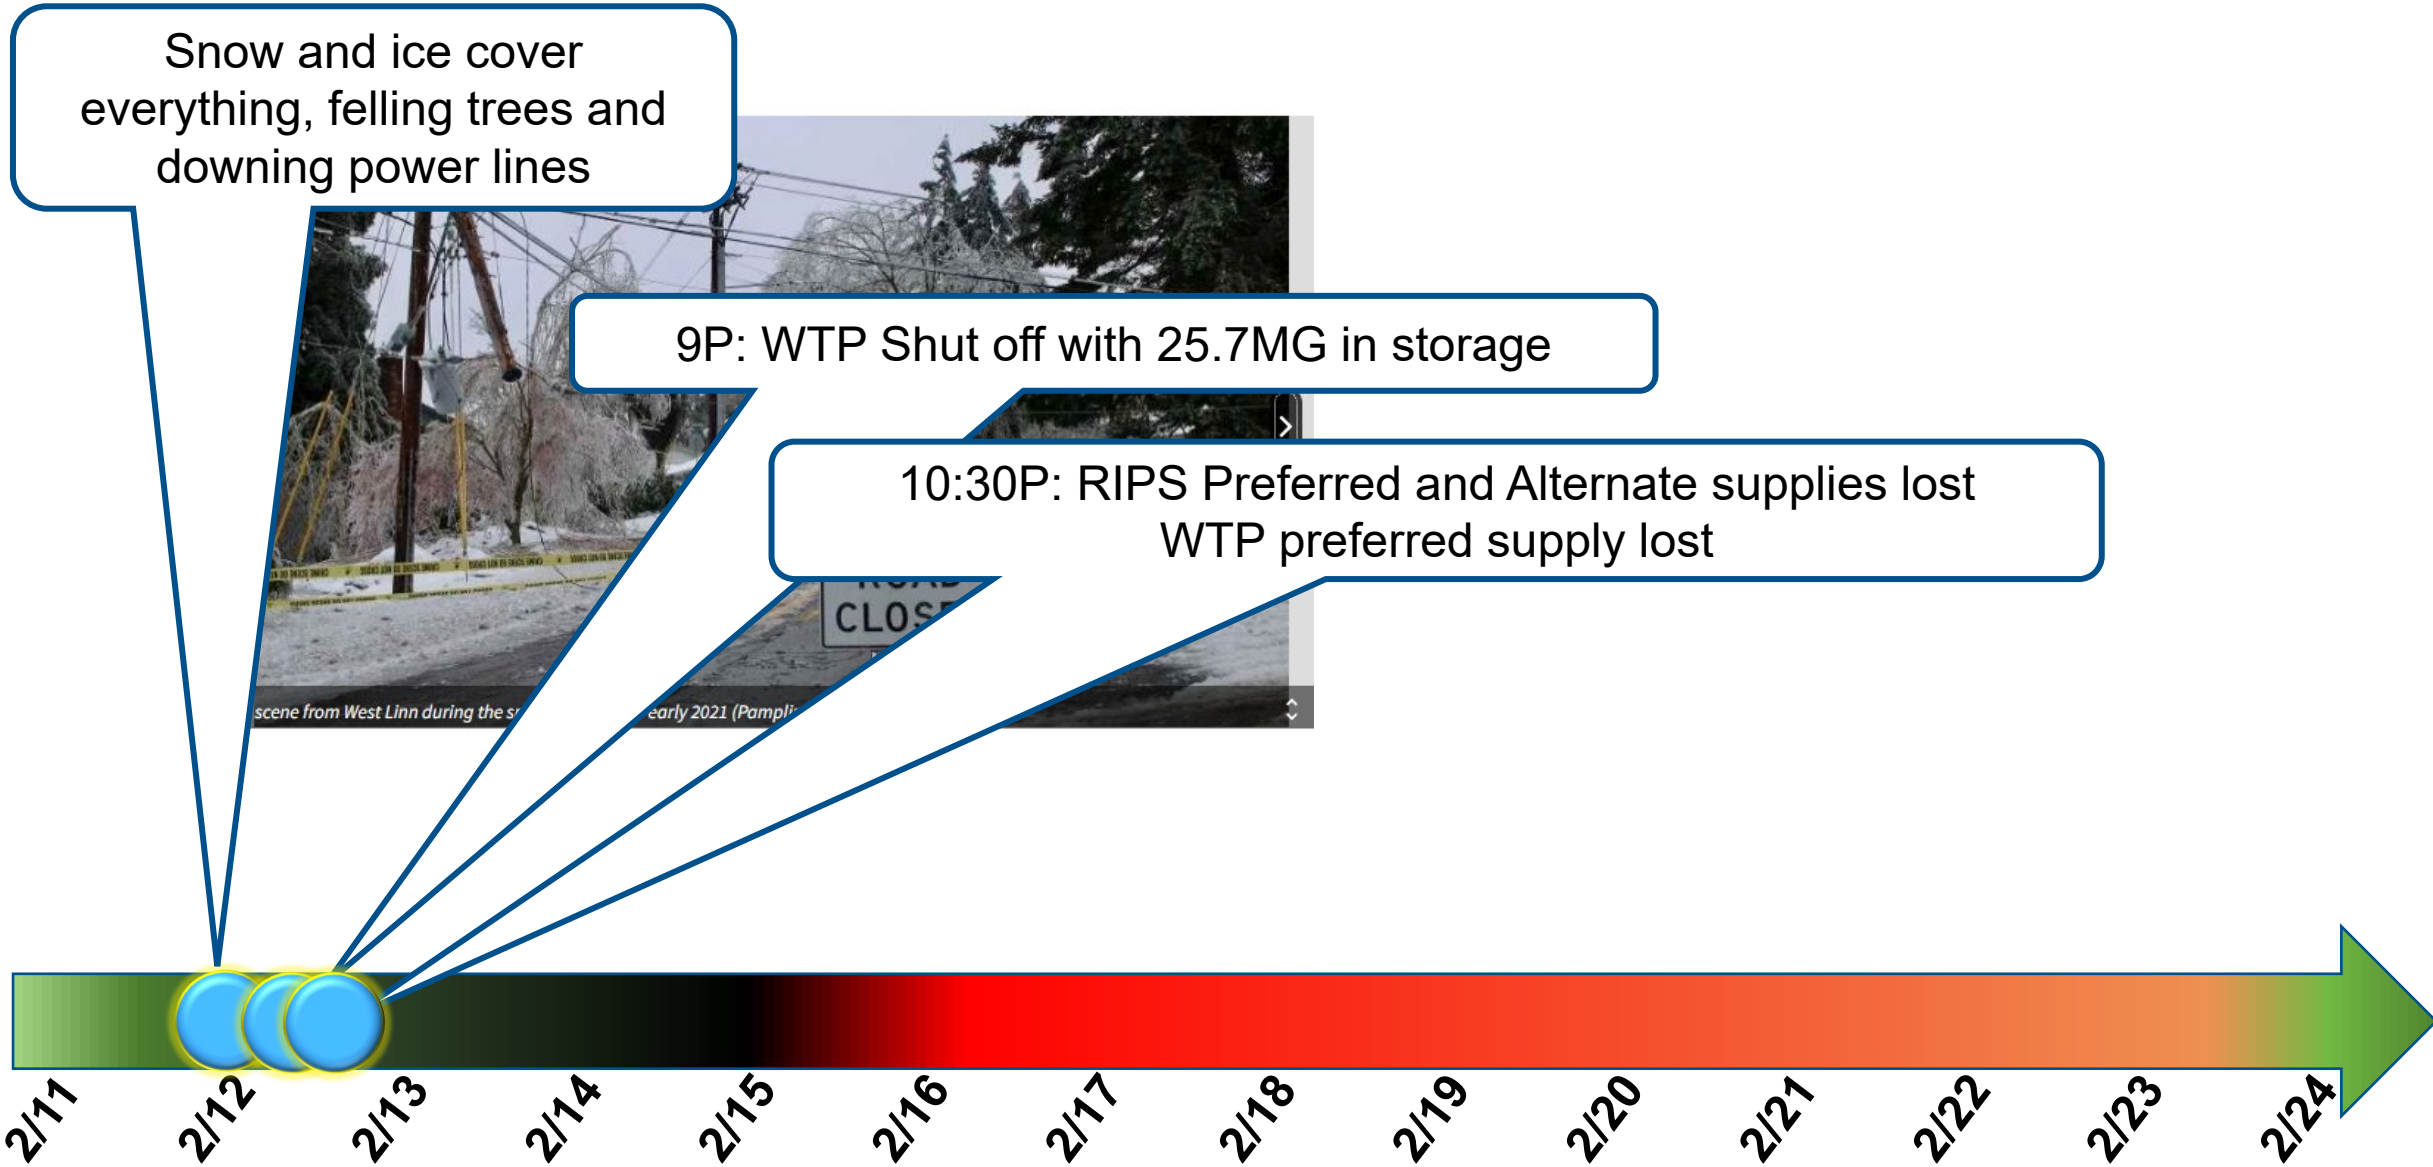 Snow and ice cover
everything, felling trees and
downing power lines
9P: WTP Shut off with 25.7MG in storage
10:30P: RIPS Preferred and Alternate supplies lost
WTP preferred supply lost
CLOS
scene from West Linn during the early 2021
2/11 2/12 2/13 2/14 2/15 2/16 2/17 2/18 2/19 2/20 2/21 2/22 2/23 2/24